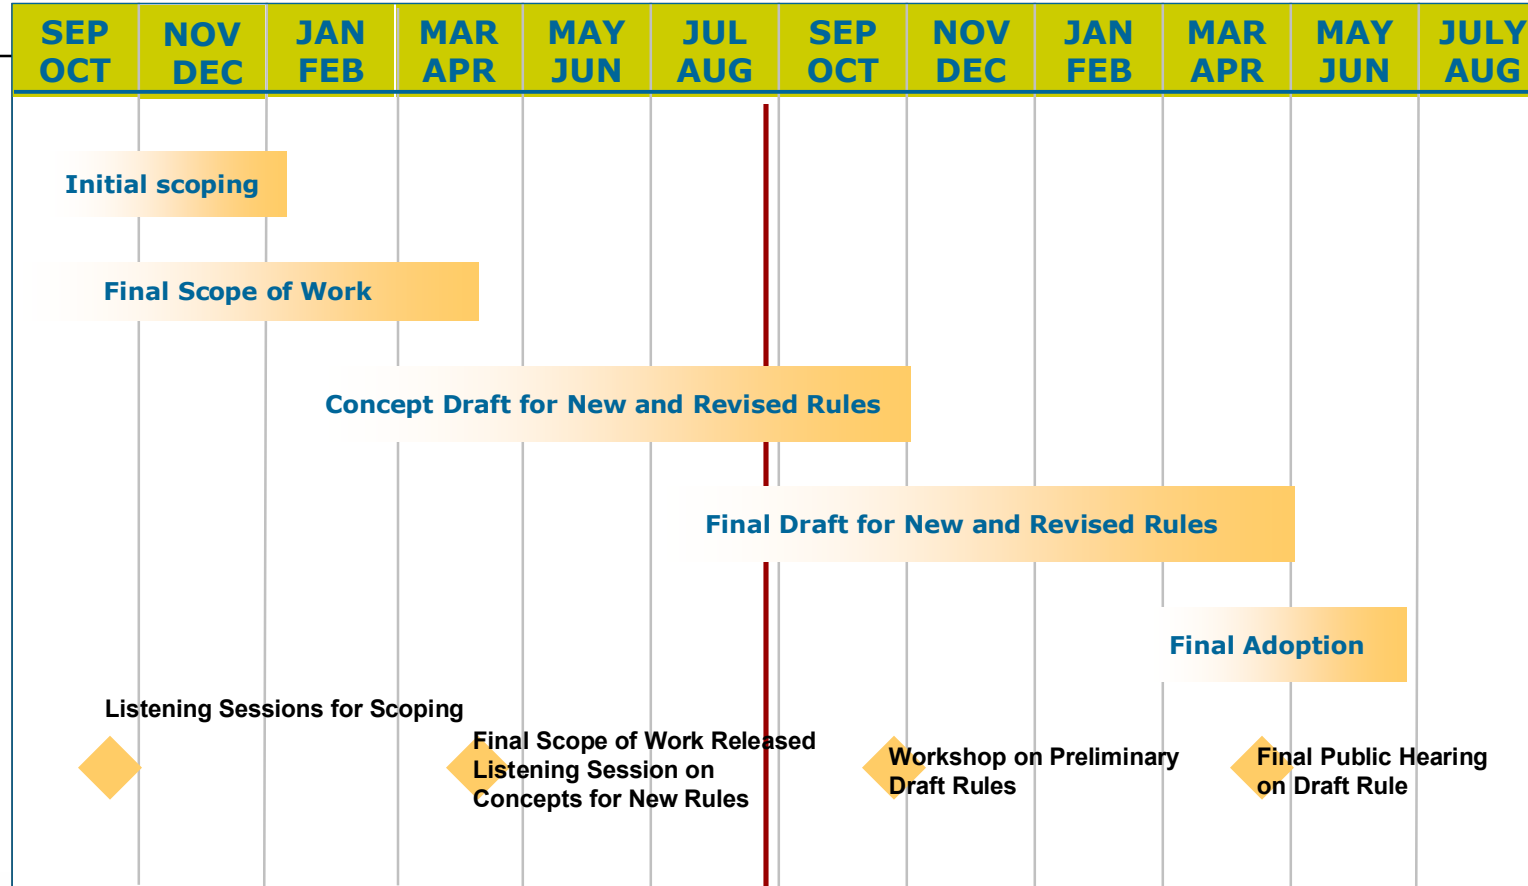 SEP NOV JAN MAR MAY JUL SEP NOV JAN MAR MAY JULY
OCT DEC FEB APR JUN AUG OCT DEC FEB APR JUN AUG
Initial scoping
Final Scope of Work
Concept Draft for New and Revised Rules
Final Draft for New and Revised Rules
Final Adoption
Listening Sessions for Scoping
Final Scope of Work Released
Listening Session on
Concepts for New Rules
Workshop on Preliminary
Draft Rules
Final Public Hearing
on Draft Rule